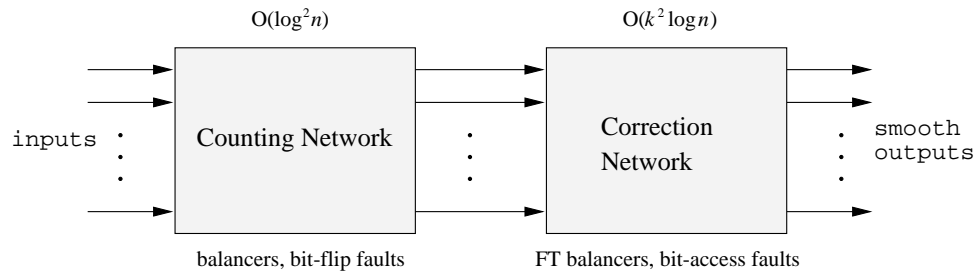 O(log²n)
O(k² log n)
inputs
Counting Network
Correction
Network
smooth
outputs
balancers, bit-flip faults
FT balancers, bit-access faults